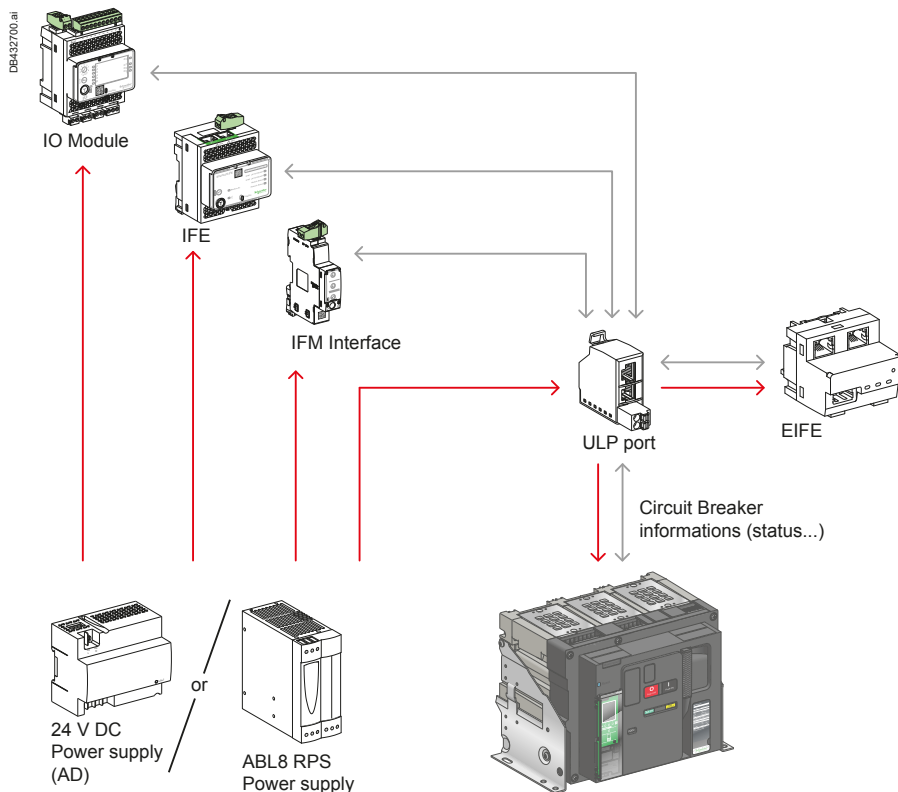 DB432700.ai
IO Module
IFE
IFM Interface
ULP port
EIFE
Circuit Breaker
informations (status...)
or
24 V DC
Power supply
(AD)
ABL8 RPS
Power supply